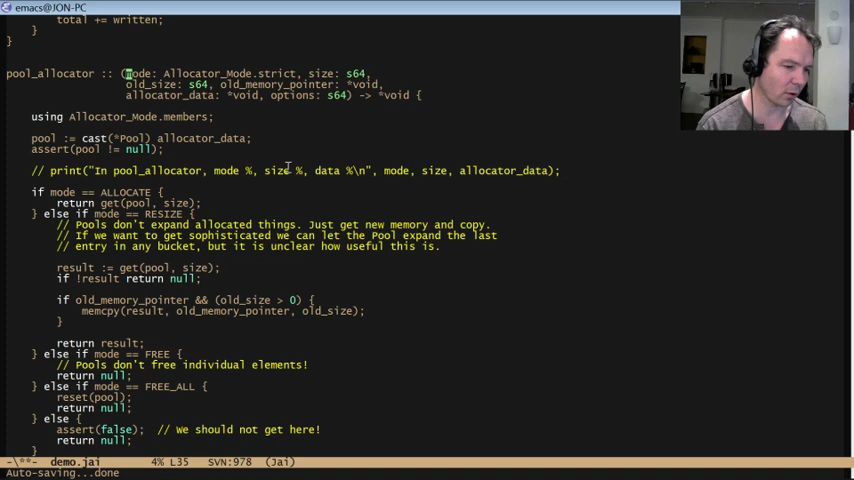 emacs@JON-PC
total += written;
}
}
pool_allocator :: (mode: Allocator_Mode.strict, size: s64,
old_size: s64, old_memory_pointer: *void,
allocator_data: *void, options: s64) -> *void {
using Allocator_Mode.members;
pool := cast(*Pool) allocator_data;
assert(pool != null);
// print("In pool_allocator, mode %, size %, data %\n", mode, size, allocator_data);
if mode == ALLOCATE {
return get(pool, size);
} else if mode == RESIZE {
// Pools don't expand allocated things. Just get new memory and copy.
// If we want to get sophisticated we can let the Pool expand the last
// entry in any bucket, but it is unclear how useful this is.
result := get(pool, size);
if !result return null;
if old_memory_pointer && (old_size > 0) {
memcpy(result, old_memory_pointer, old_size);
}
return result;
} else if mode == FREE {
// Pools don't free individual elements!
return null;
} else if mode == FREE_ALL {
reset(pool);
return null;
} else {
assert(false);  // We should not get here!
return null;
}
-\**-  demo.jai      4% L35    SVN:978  (Jai)
Auto-saving...done